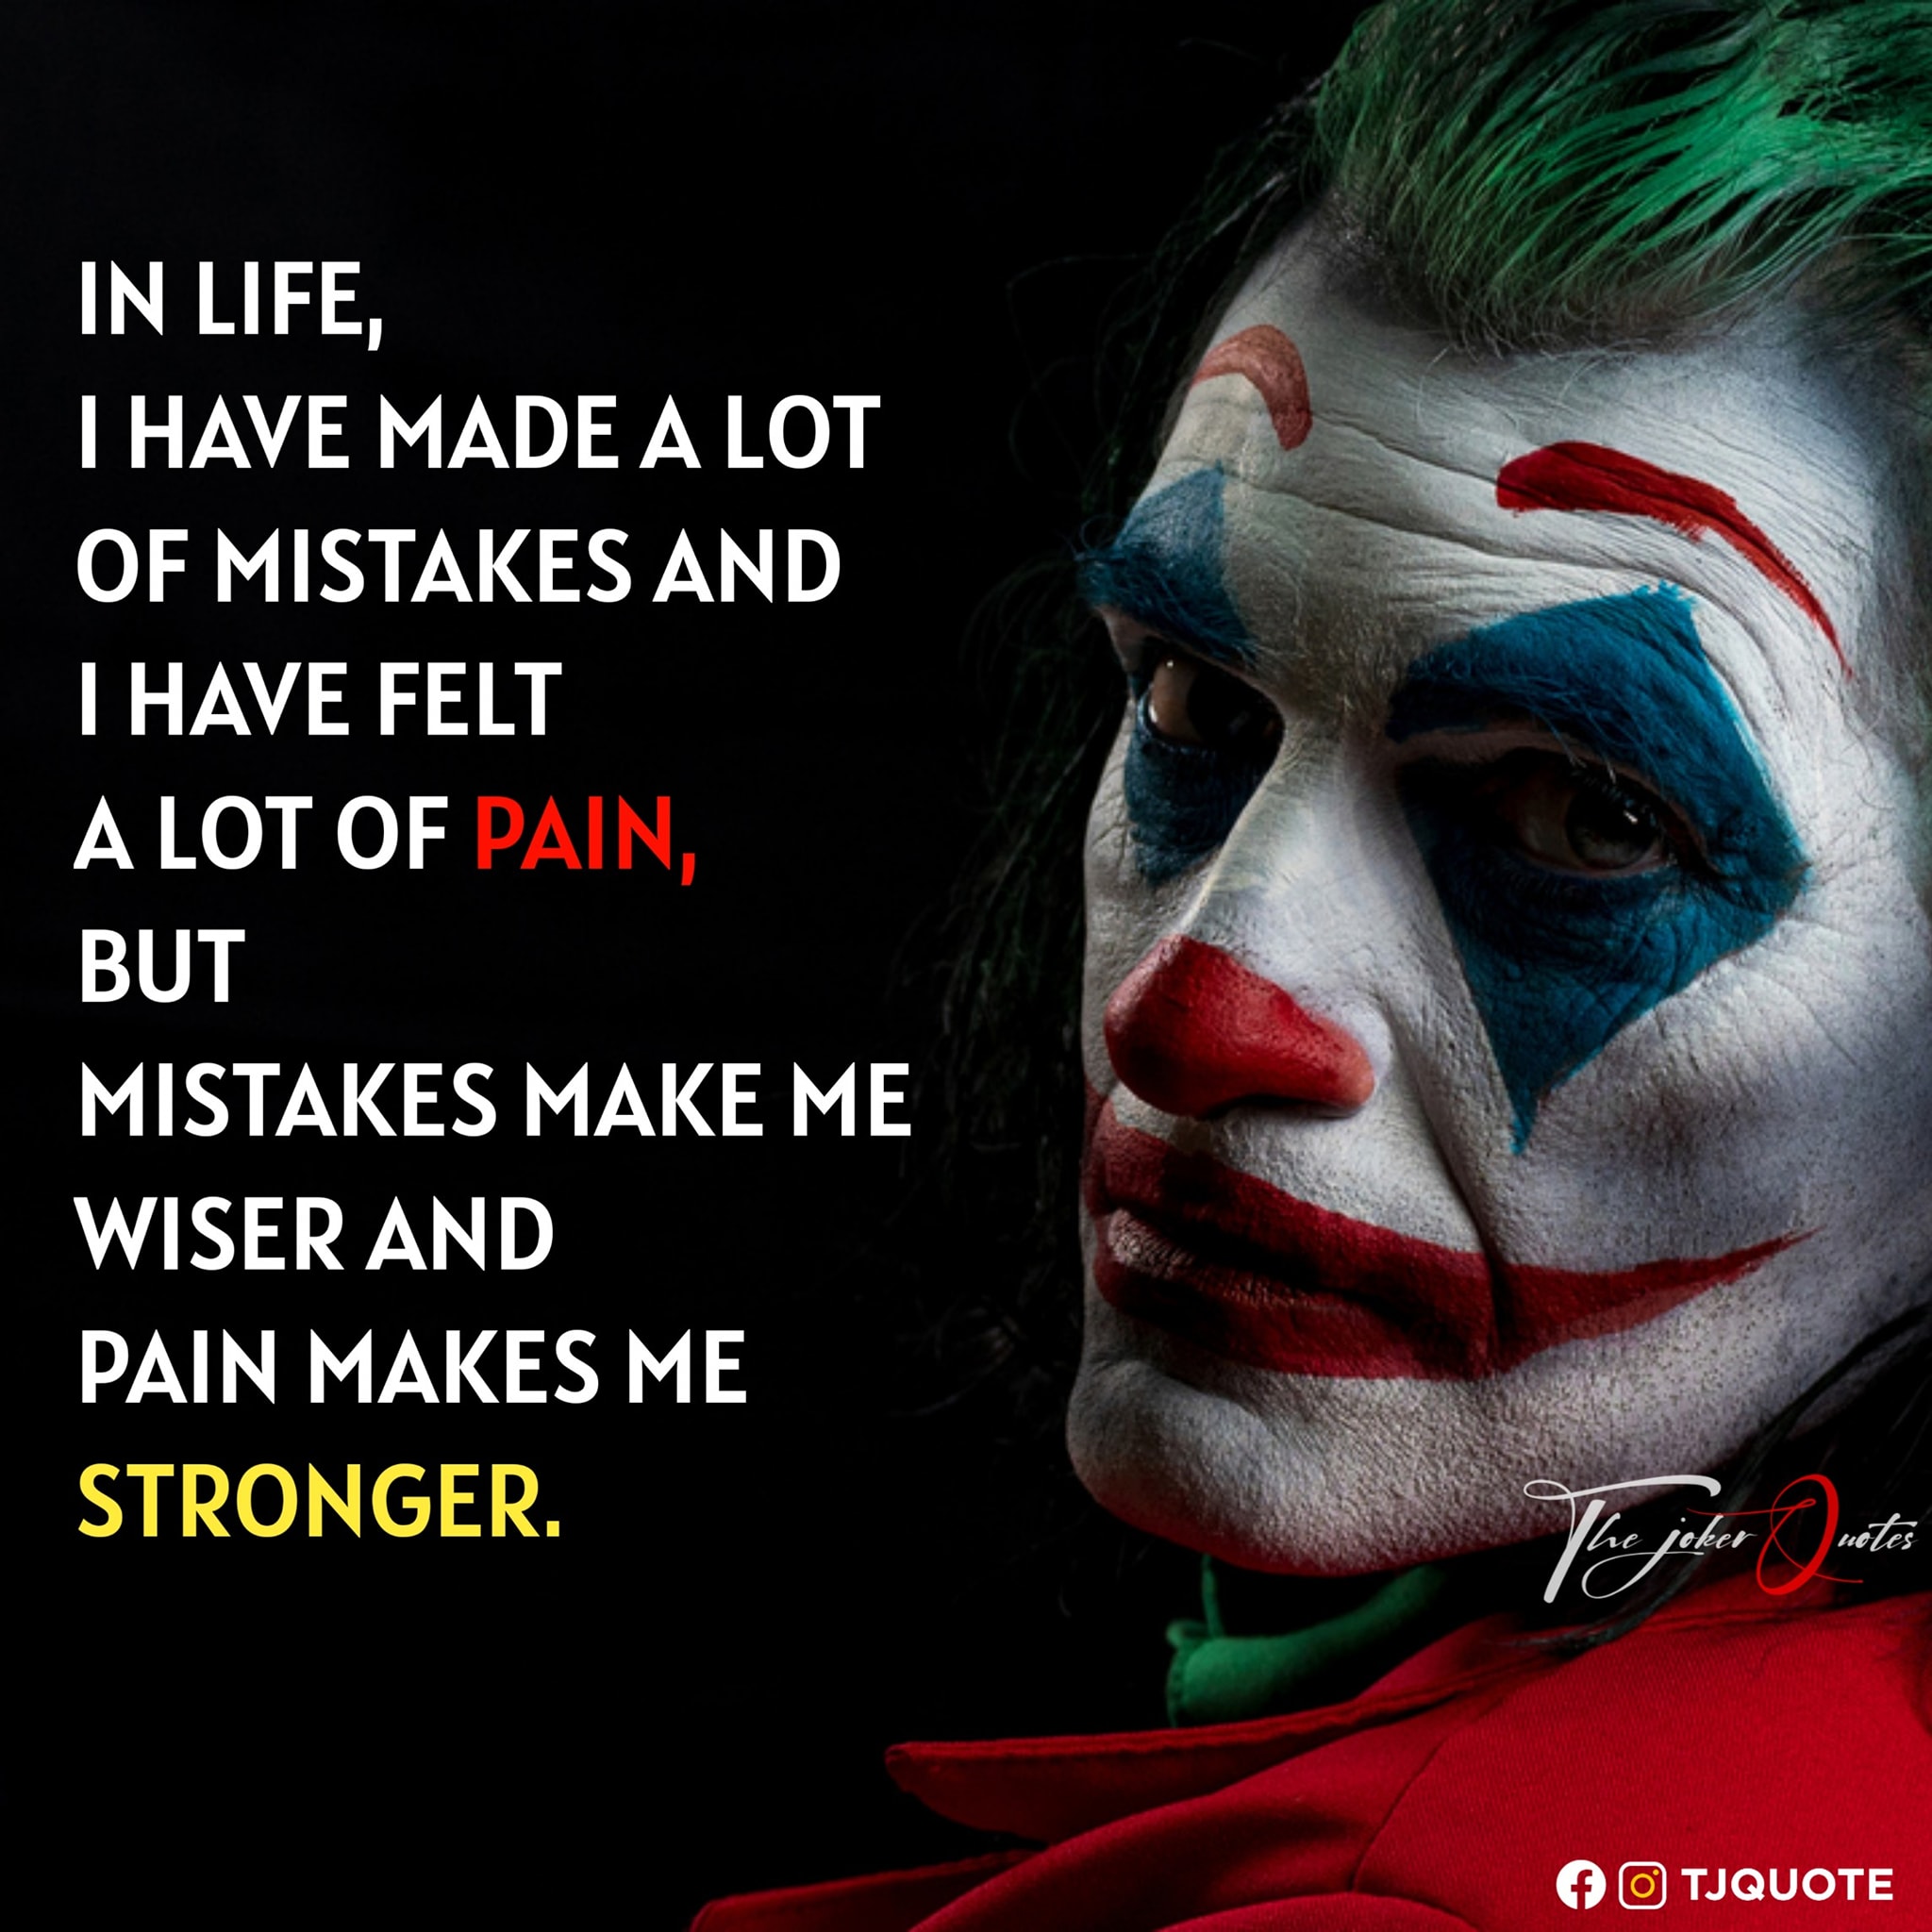 IN LIFE,
I HAVE MADE A LOT
OF MISTAKES AND
I HAVE FELT
A LOT OF PAIN,
BUT
MISTAKES MAKE ME
WISER AND
PAIN MAKES ME
STRONGER.
The joker Quotes
TJQUOTE